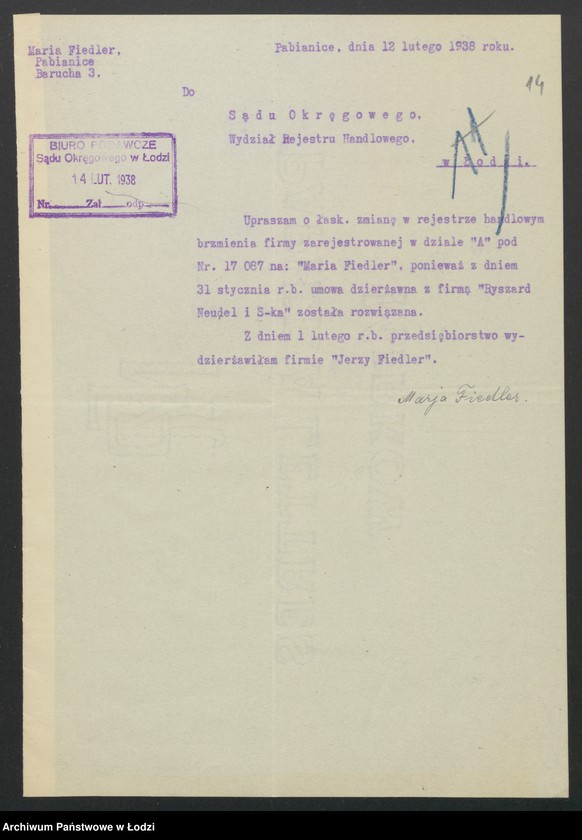 Maria Fiedler,
Pabianice
Barucha 3.
Pabianice, dnia 12 lutego 1938 roku.
14
Do
Sądu Okręgowego,
Wydział Rejestru Handlowego,
w Łodzi.
BIURO PODAWCZE
Sądu Okręgowego w Łodzi
14 LUT. 1938
Nr. Zał odp
Upraszam o łask. zmianę w rejestrze handlowym
brzmienia firmy zarejestrowanej w dziale "A" pod
Nr. 17 087 na: "Maria Fiedler", ponieważ z dniem
31 stycznia r.b. umowa dzierżawna z firmą "Ryszard
Neudel i S-ka" została rozwiązana.
Z dniem 1 lutego r.b. przedsiębiorstwo wy-
dzierżawiłam firmie "Jerzy Fiedler".
Marja Fiedler.
Archiwum Państwowe w Łodzi